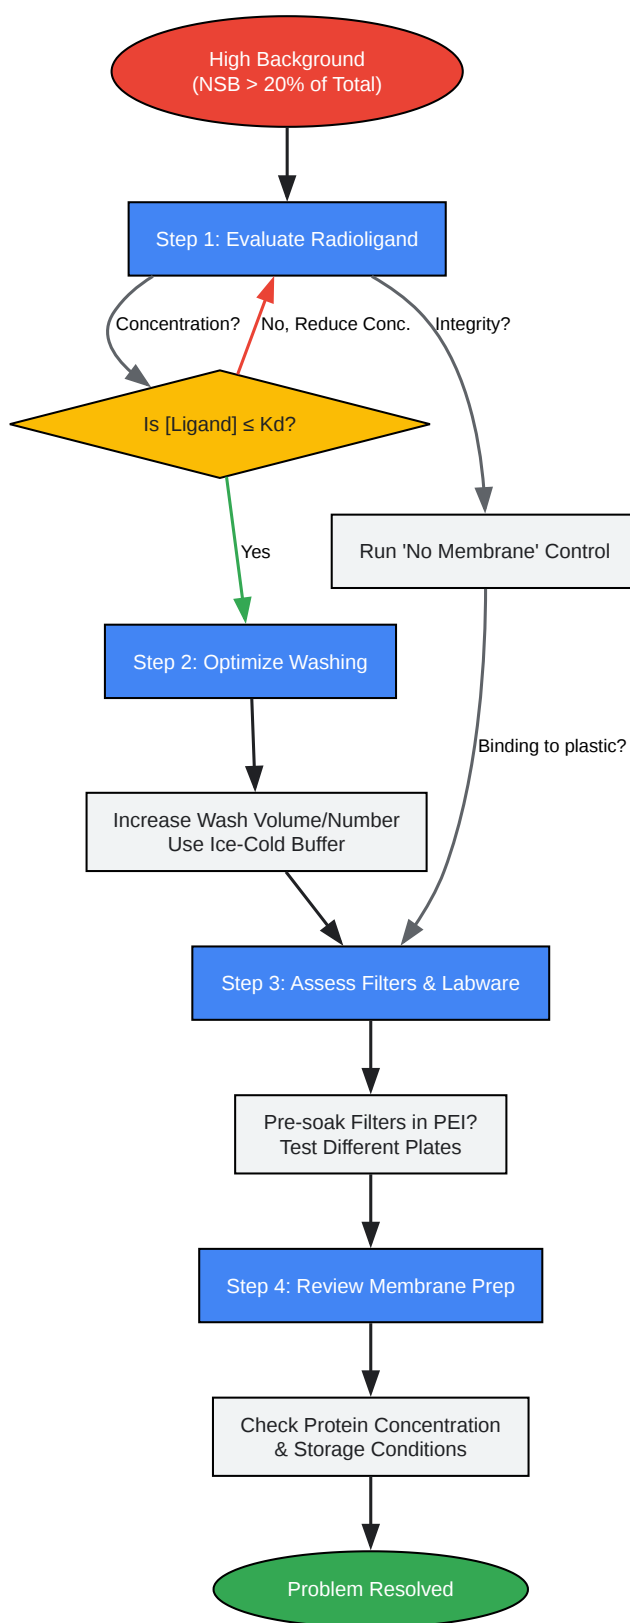 High Background
(NSB > 20% of Total)
Step 1: Evaluate Radioligand
Concentration?
No, Reduce Conc.
Integrity?
Is [Ligand] ≤ Kd?
Run 'No Membrane' Control
Yes
Step 2: Optimize Washing
Binding to plastic?
Increase Wash Volume/Number
Use Ice-Cold Buffer
Step 3: Assess Filters & Labware
Pre-soak Filters in PEI?
Test Different Plates
Step 4: Review Membrane Prep
Check Protein Concentration
& Storage Conditions
Problem Resolved